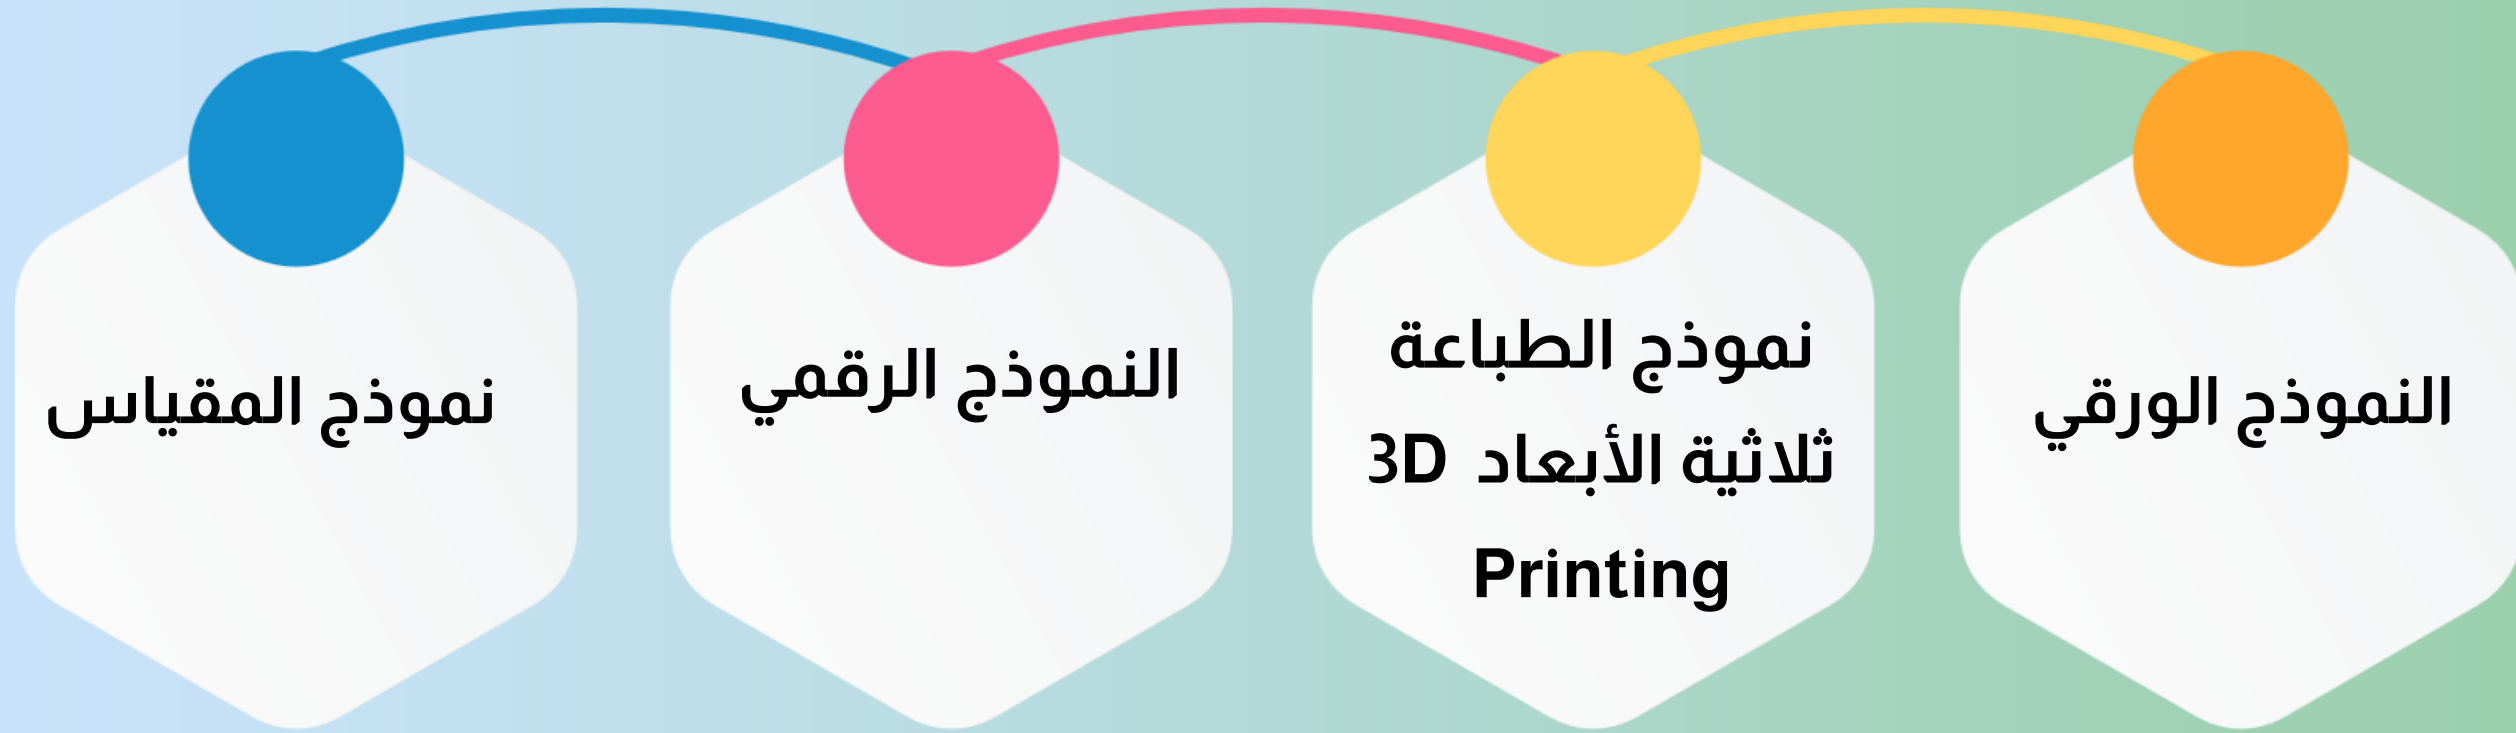 النموذج الورقي
نموذج الطباعة
ثلاثية الأبعاد 3D
Printing
النموذج الرقمي
نموذج المقياس